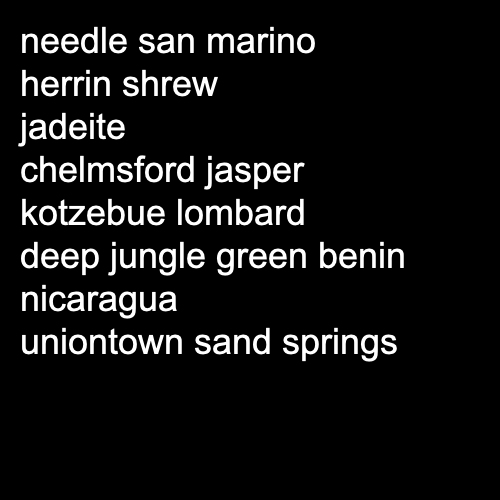 needle san marino
herrin shrew
jadeite
chelmsford jasper
kotzebue lombard
deep jungle green benin
nicaragua
uniontown sand springs